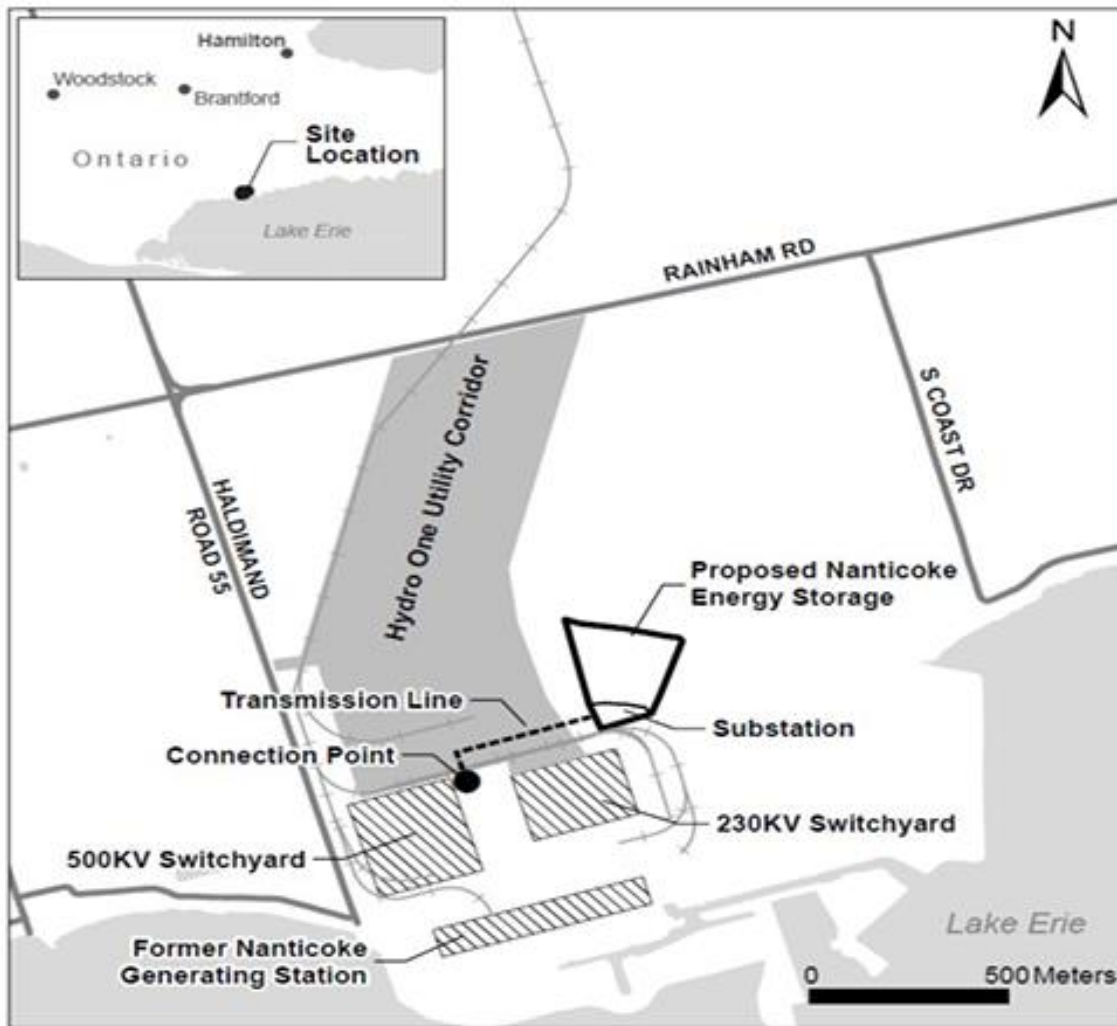 Hamilton
Woodstock
Brantford
Site
Location
Ontario
Lake Erie
N
RAINHAM RD
S COAST DR
Hydro One Utility Corridor
HALDIMAND
ROAD 55
Proposed Nanticoke
Energy Storage
Transmission Line
Substation
Connection Point
230KV Switchyard
500KV Switchyard
Former Nanticoke
Generating Station
Lake Erie
0 500 Meters